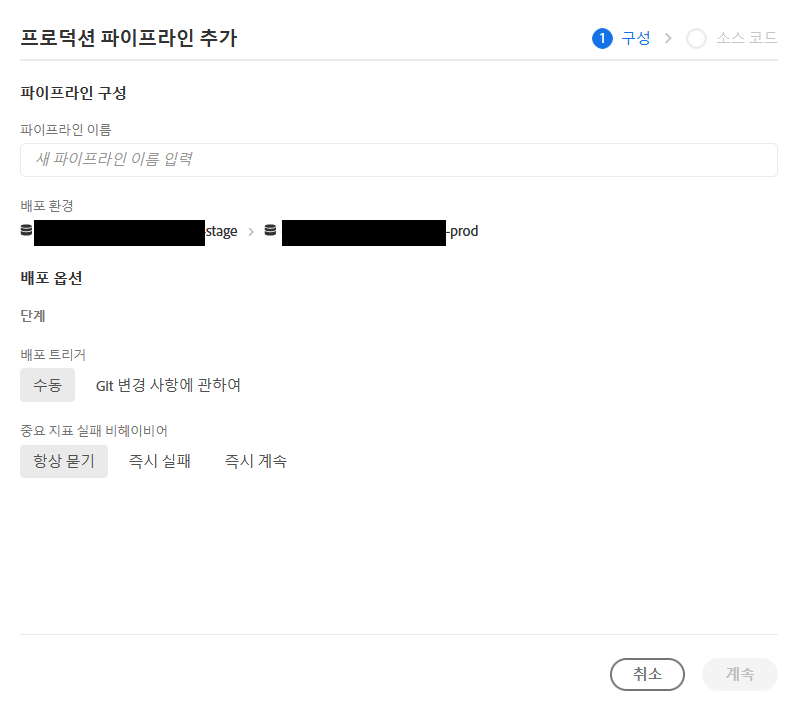 프로덕션 파이프라인 추가
1 구성 소스 코드
파이프라인 구성
파이프라인 이름
새 파이프라인 이름 입력
배포 환경
stage -prod
배포 옵션
단계
배포 트리거
수동 Git 변경 사항에 관하여
중요 지표 실패 비헤이비어
항상 묻기 즉시 실패 즉시 계속
취소 계속